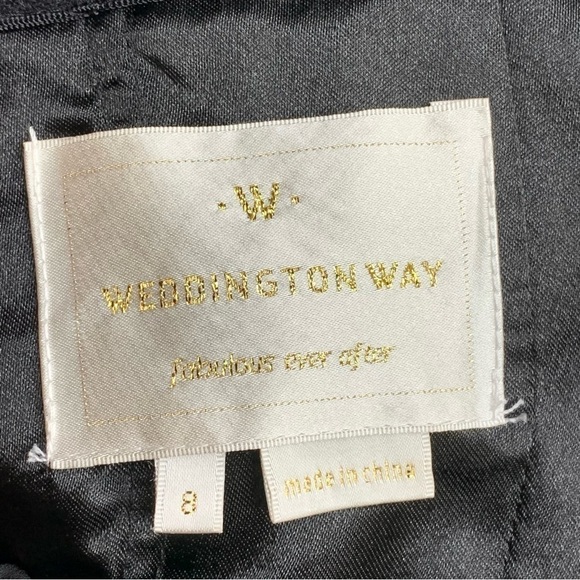 ·W·
WEDDINGTON WAY
fabulous ever after
8
made in china